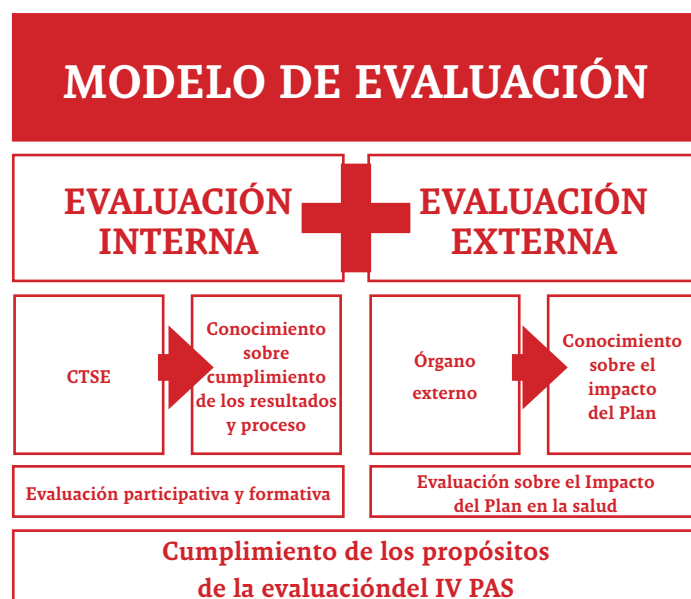 MODELO DE EVALUACIÓN
EVALUACIÓN
INTERNA
EVALUACIÓN
EXTERNA
CTSE
Conocimiento
sobre
cumplimiento
de los resultados
y proceso
Órgano
externo
Conocimiento
sobre el
impacto
del Plan
Evaluación participativa y formativa
Evaluación sobre el Impacto
del Plan en la salud
Cumplimiento de los propósitos
de la evaluacióndel IV PAS